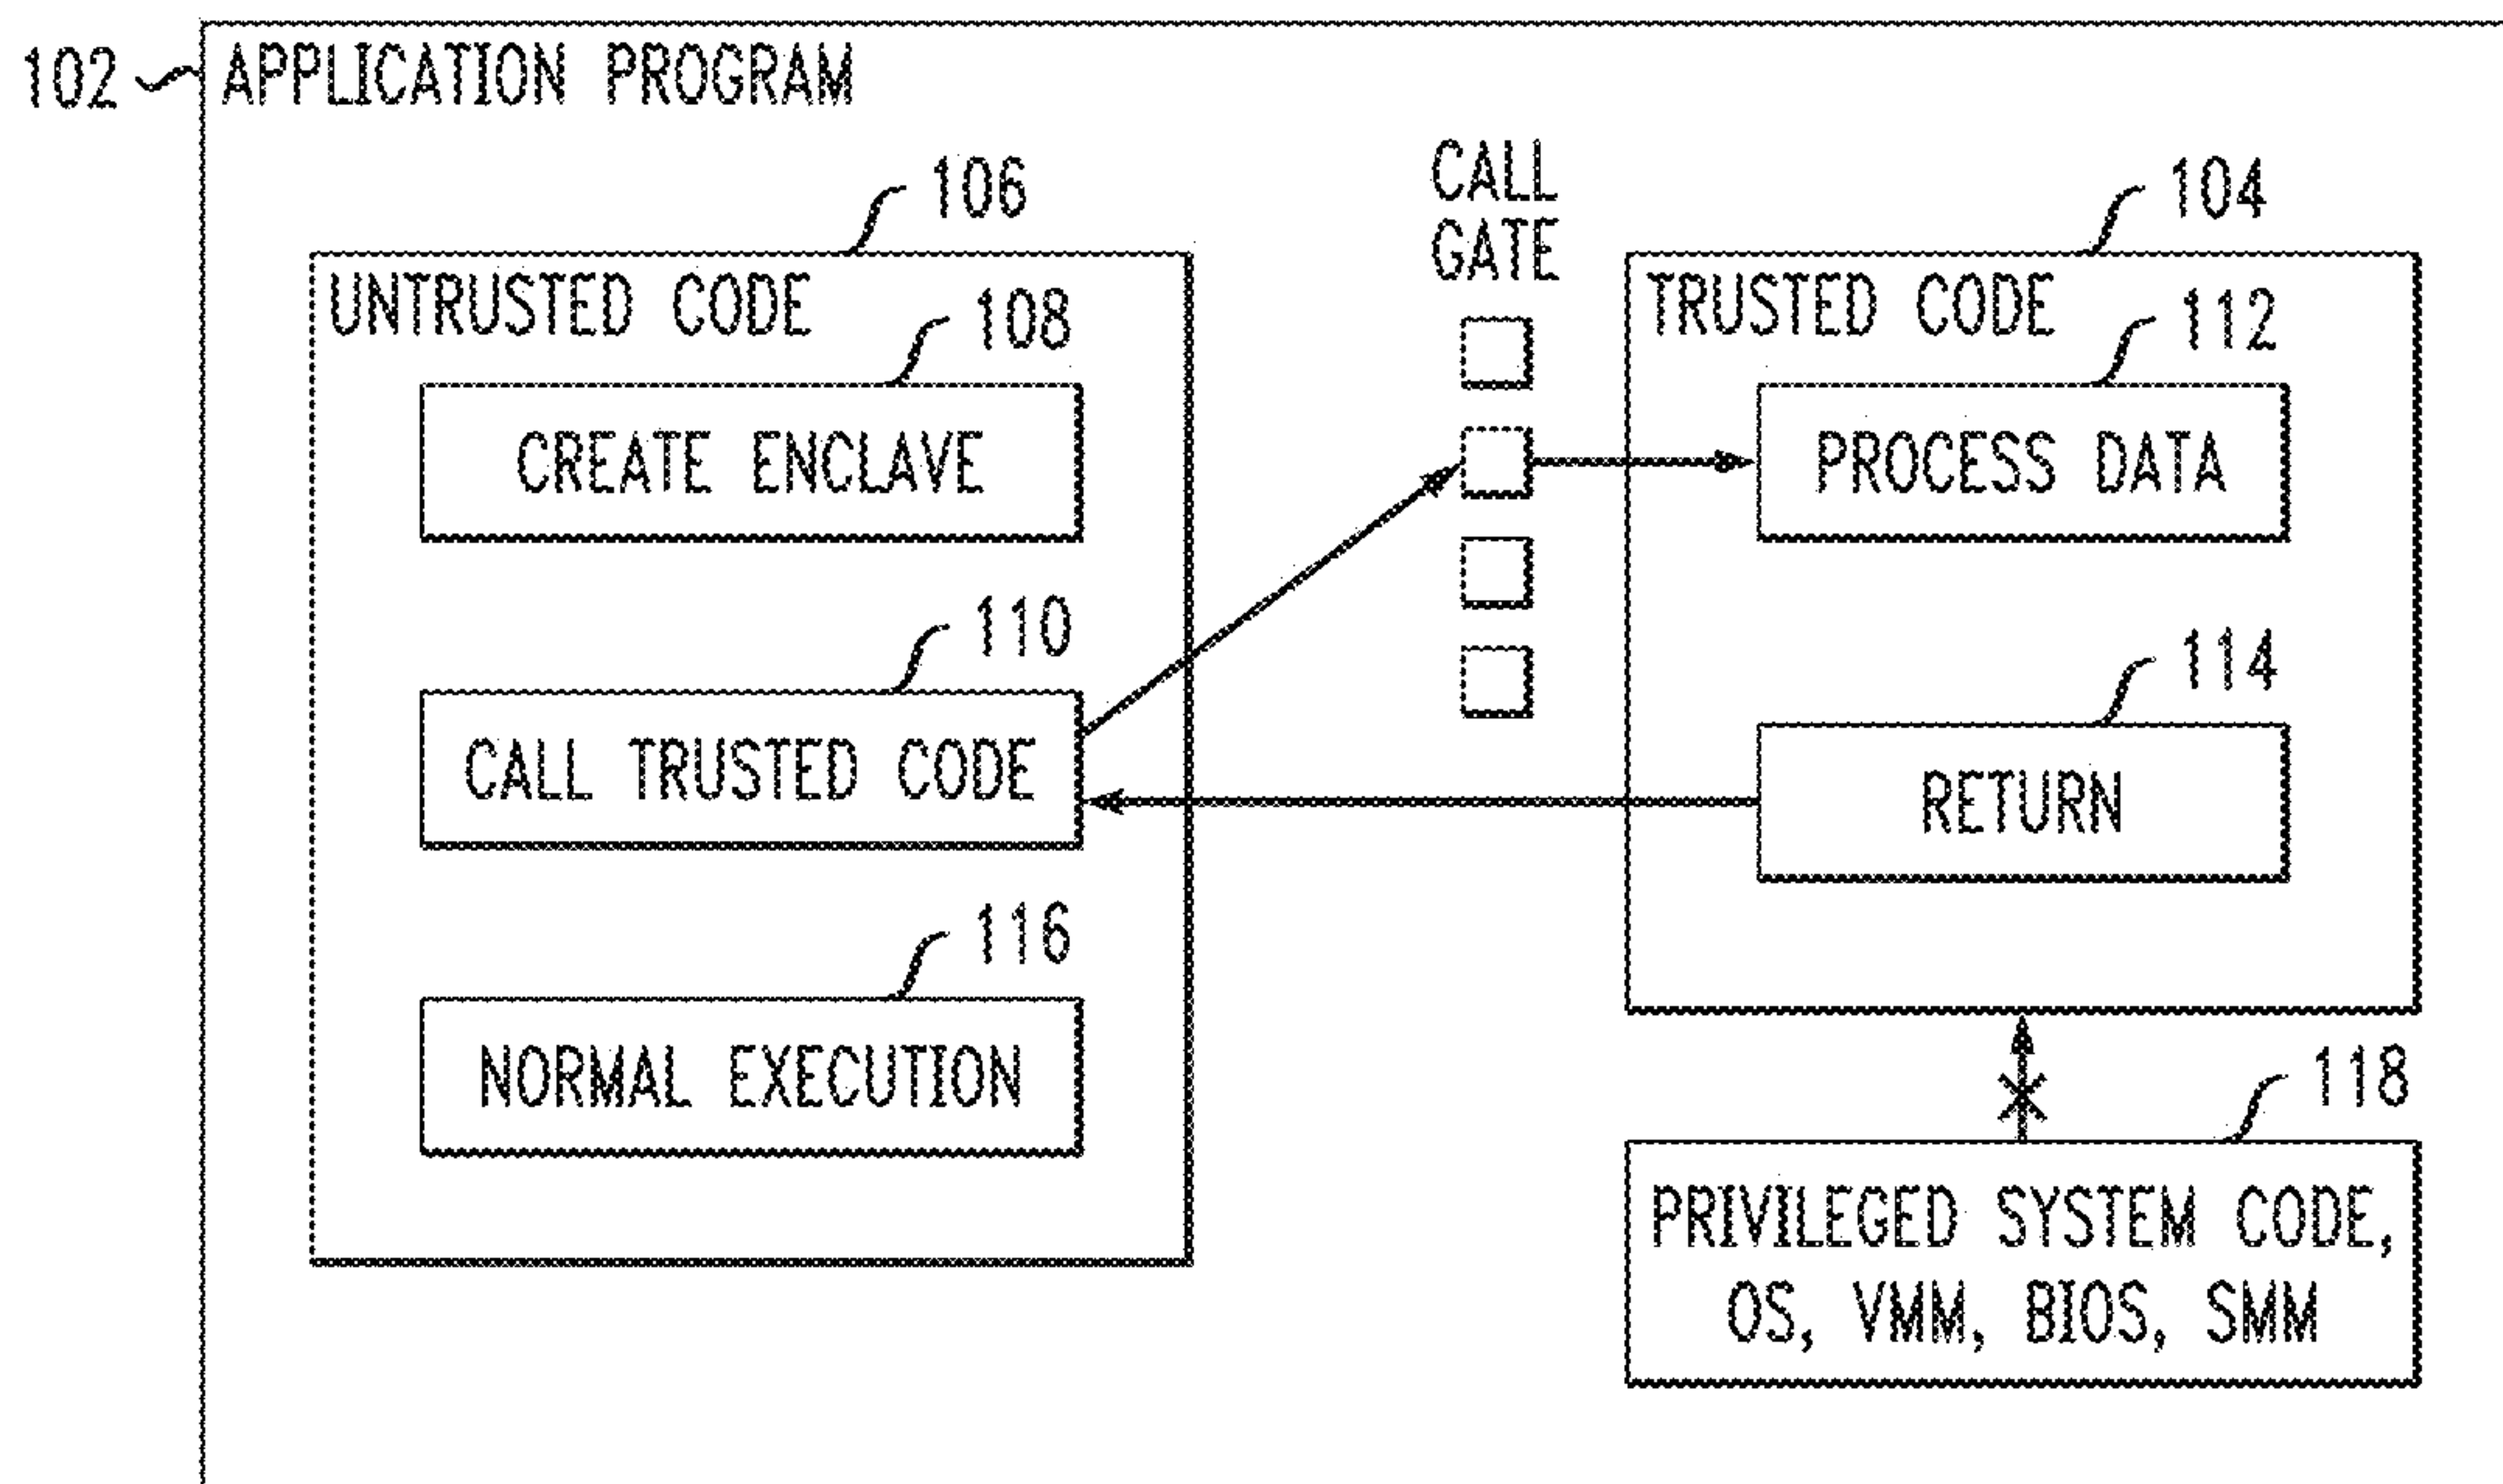 102
APPLICATION PROGRAM
106
UNTRUSTED CODE
108
CREATE ENCLAVE
110
CALL TRUSTED CODE
116
NORMAL EXECUTION
CALL
GATE
104
TRUSTED CODE
112
PROCESS DATA
114
RETURN
118
PRIVILEGED SYSTEM CODE,
OS, VMM, BIOS, SMM